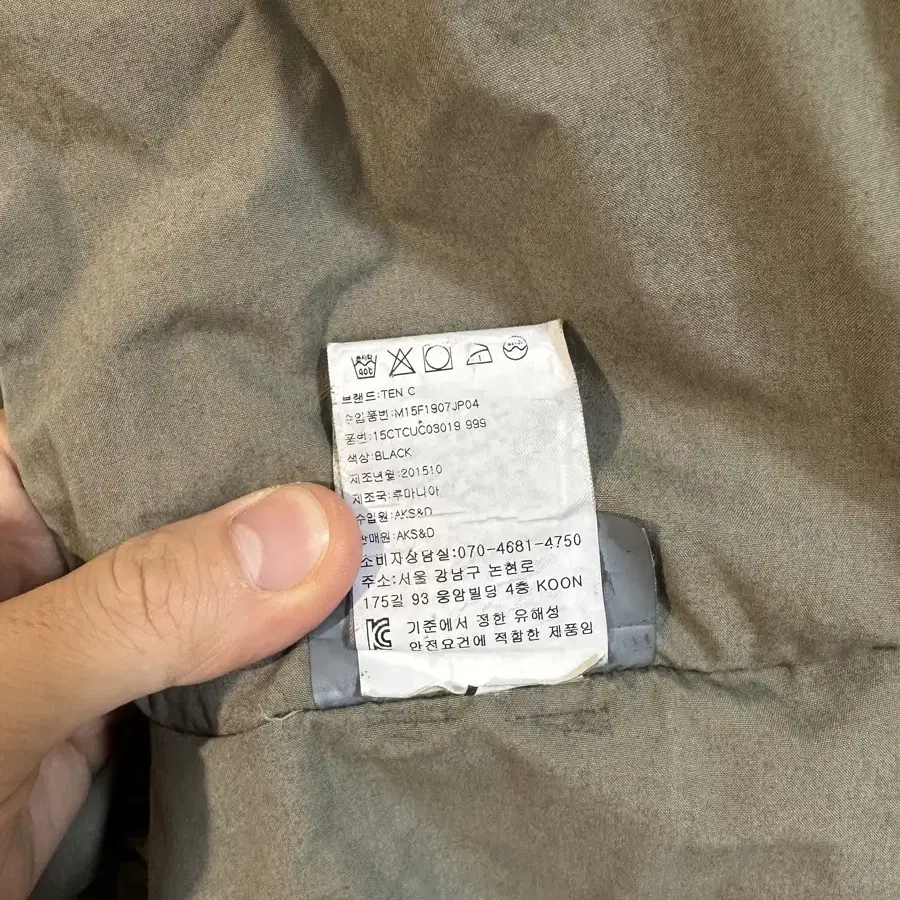 40℃
브랜드:TEN C
수입품번:M15F1907JP04
품번:15CTCUC03019 999
색상:BLACK
제조년월:201510
제조국:루마니아
수입원:AKS&D
판매원:AKS&D
소비자상담실:070-4681-4750
주소:서울 강남구 논현로
175길 93 웅암빌딩 4층 KOON
기준에서 정한 유해성
안전요건에 적합한 제품임